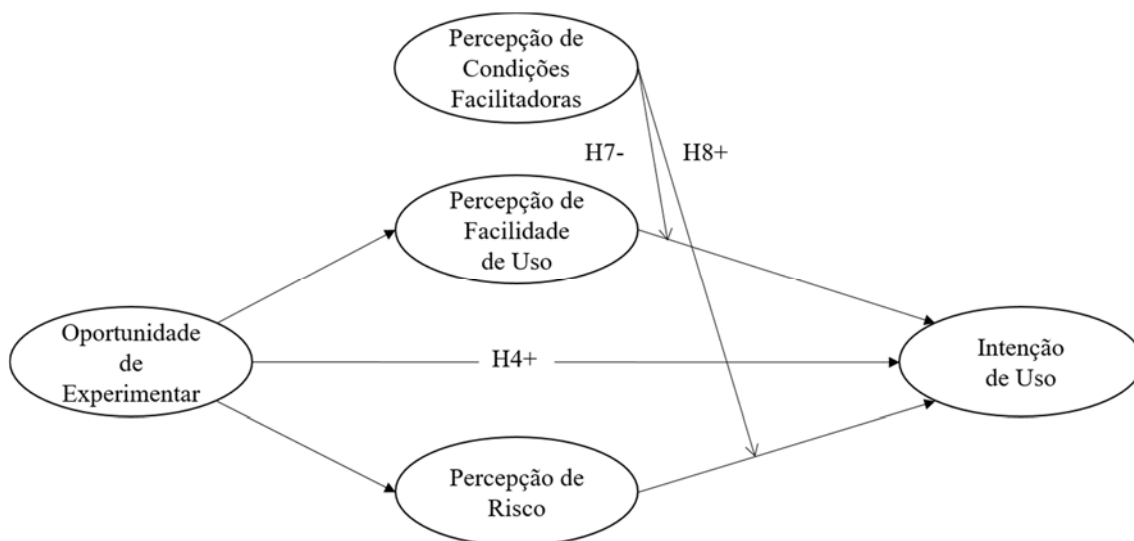 Percepção de
Condições
Facilitadoras
H7-
H8+
Percepção de
Facilidade
de Uso
Oportunidade
de
Experimentar
H4+
Intenção
de Uso
Percepção de
Risco